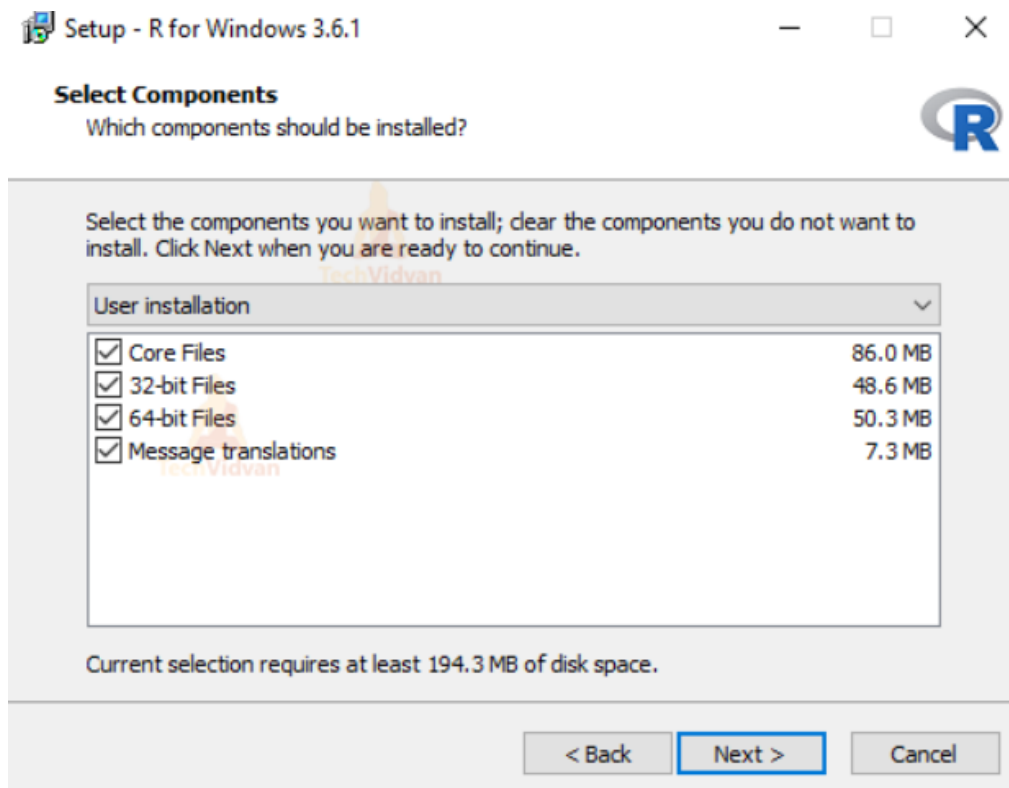 Setup - R for Windows 3.6.1
Select Components
Which components should be installed?
R
Select the components you want to install; clear the components you do not want to
install. Click Next when you are ready to continue.
TechVidvan
User installation
Core Files 86.0 MB
32-bit Files 48.6 MB
64-bit Files 50.3 MB
Message translations 7.3 MB
TechVidvan
Current selection requires at least 194.3 MB of disk space.
< Back Next > Cancel